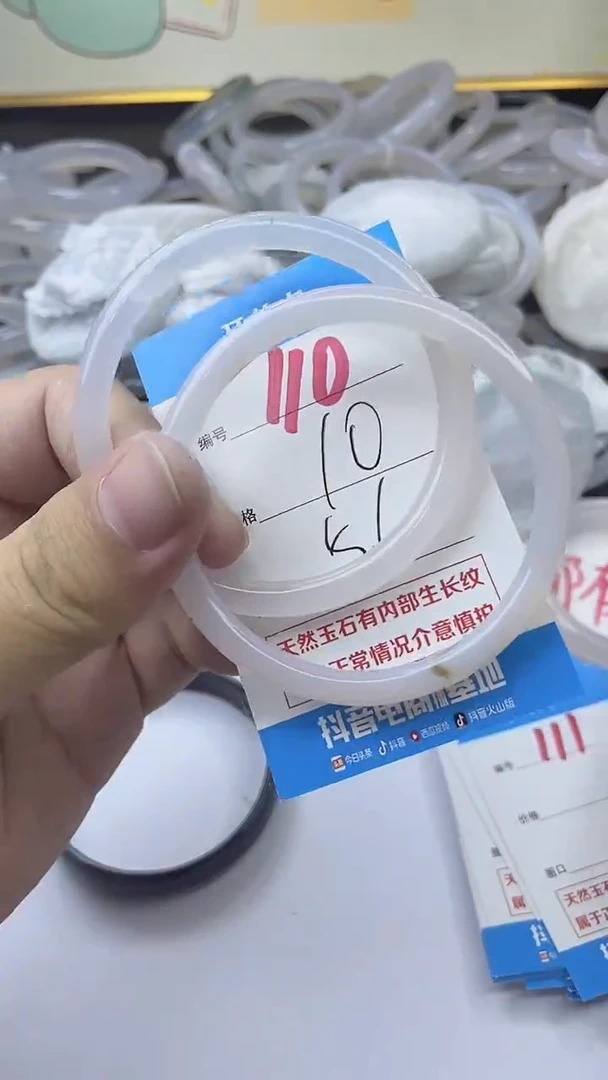 110
编号
10
格
K1
天然玉石有内部生长纹
正常情况介意慎拍
抖音电商
基地
今日头条 抖音 西瓜视频 抖音火山版
111
编号
价格
面口
天然玉石
属于正
天
属